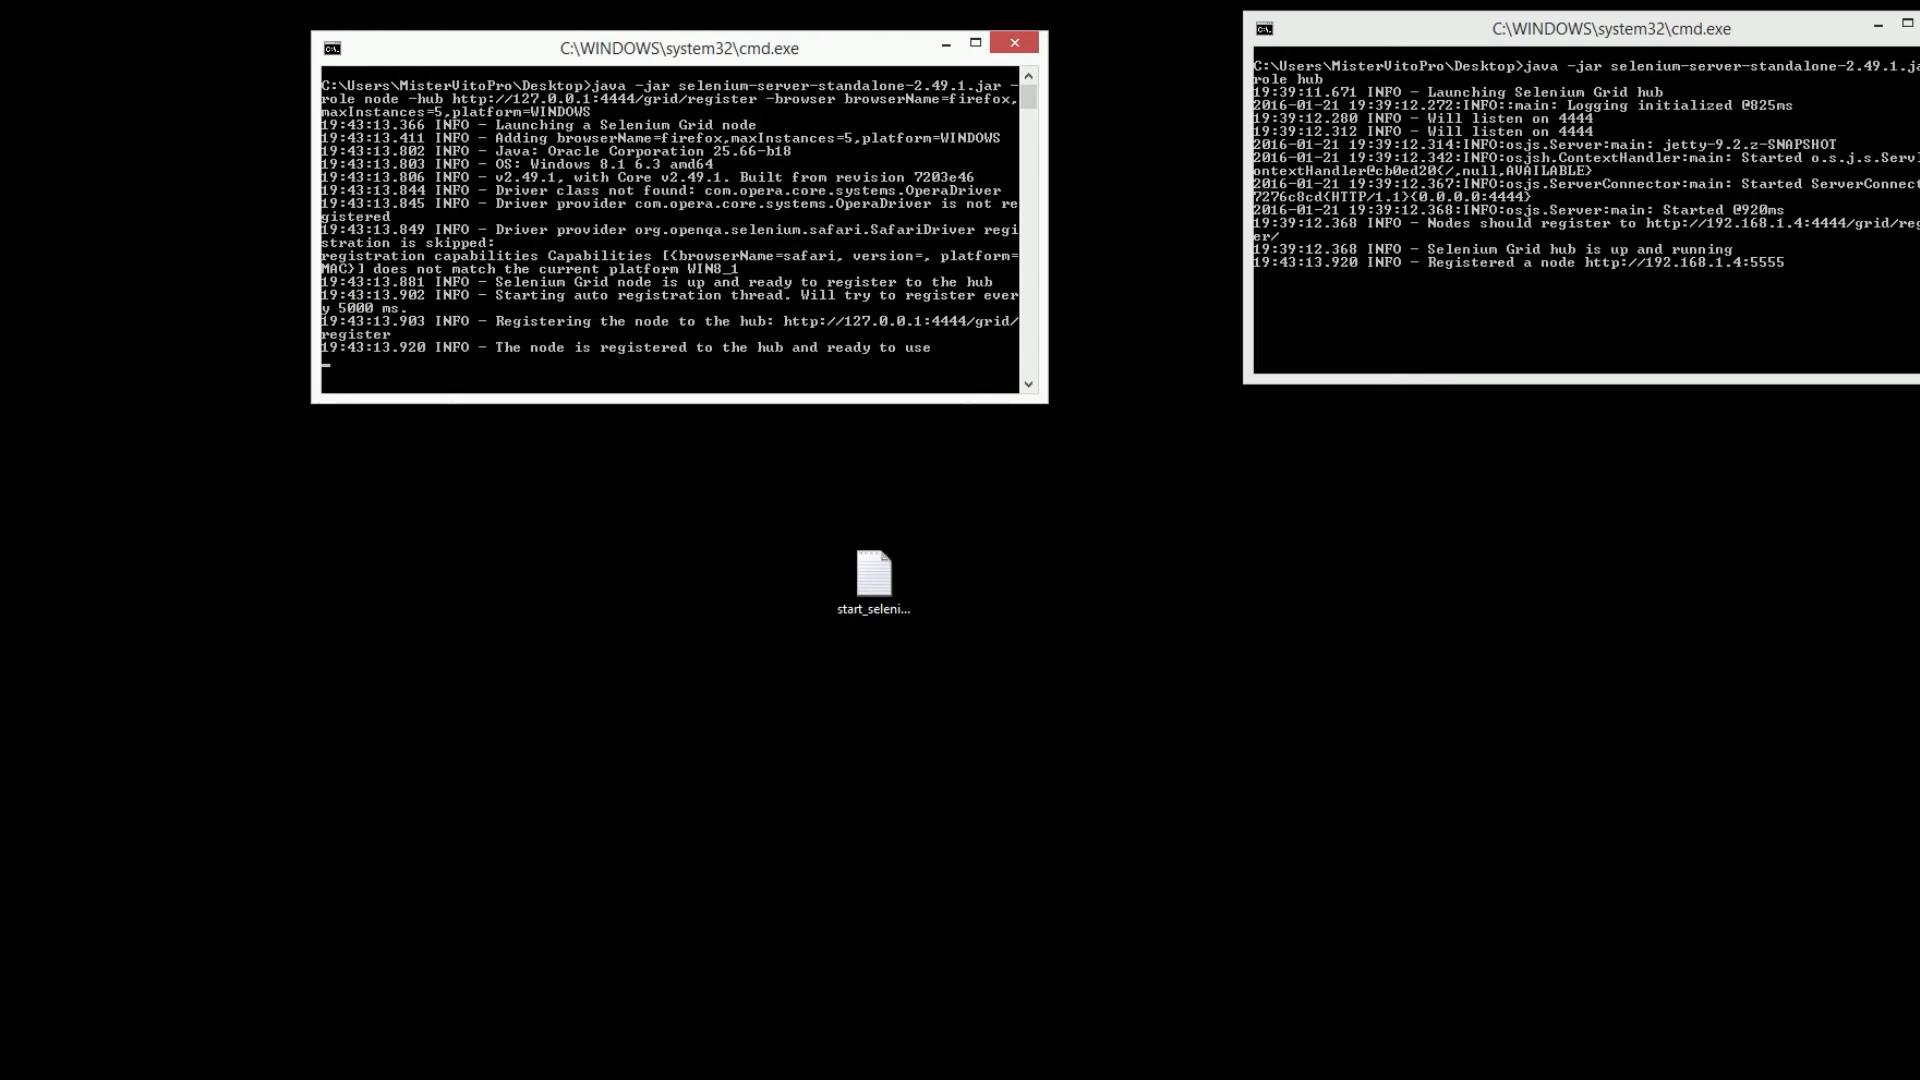 C:\WINDOWS\system32\cmd.exe
C:\Users\MisterVitoPro\Desktop>java -jar selenium-server-standalone-2.49.1.jar -
role node -hub http://127.0.0.1:4444/grid/register -browser browserName=firefox,
maxInstances=5,platform=WINDOWS
19:43:13.366 INFO - Launching a Selenium Grid node
19:43:13.411 INFO - Adding browserName=firefox,maxInstances=5,platform=WINDOWS
19:43:13.802 INFO - Java: Oracle Corporation 25.66-b18
19:43:13.803 INFO - OS: Windows 8.1 6.3 amd64
19:43:13.806 INFO - v2.49.1, with Core v2.49.1. Built from revision 7203e46
19:43:13.844 INFO - Driver class not found: com.opera.core.systems.OperaDriver
19:43:13.845 INFO - Driver provider com.opera.core.systems.OperaDriver is not re
gistered
19:43:13.849 INFO - Driver provider org.openqa.selenium.safari.SafariDriver regi
stration is skipped:
registration capabilities Capabilities [{browserName=safari, version=, platform=
MAC}] does not match the current platform WIN8_1
19:43:13.881 INFO - Selenium Grid node is up and ready to register to the hub
19:43:13.902 INFO - Starting auto registration thread. Will try to register ever
y 5000 ms.
19:43:13.903 INFO - Registering the node to the hub: http://127.0.0.1:4444/grid/
register
19:43:13.920 INFO - The node is registered to the hub and ready to use
C:\WINDOWS\system32\cmd.exe
C:\Users\MisterVitoPro\Desktop>java -jar selenium-server-standalone-2.49.1.ja
role hub
19:39:11.671 INFO - Launching Selenium Grid hub
2016-01-21 19:39:12.272:INFO::main: Logging initialized @825ms
19:39:12.280 INFO - Will listen on 4444
19:39:12.312 INFO - Will listen on 4444
2016-01-21 19:39:12.314:INFO:osjs.Server:main: jetty-9.2.z-SNAPSHOT
2016-01-21 19:39:12.342:INFO:osjsh.ContextHandler:main: Started o.s.j.s.Serv
ontextHandler@cb0ed20{/,null,AVAILABLE}
2016-01-21 19:39:12.367:INFO:osjs.ServerConnector:main: Started ServerConnect
7276c8cd{HTTP/1.1}{0.0.0.0:4444}
2016-01-21 19:39:12.368:INFO:osjs.Server:main: Started @920ms
19:39:12.368 INFO - Nodes should register to http://192.168.1.4:4444/grid/reg
er/
19:39:12.368 INFO - Selenium Grid hub is up and running
19:43:13.920 INFO - Registered a node http://192.168.1.4:5555
start_seleni...